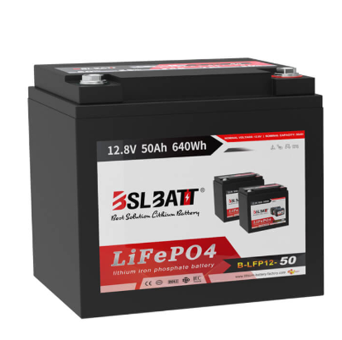 12.8V 50Ah 640Wh
BSLBATT
Best Solution Lithium Battery
LiFePO4
lithium iron phosphate battery
B-LFP12- 50